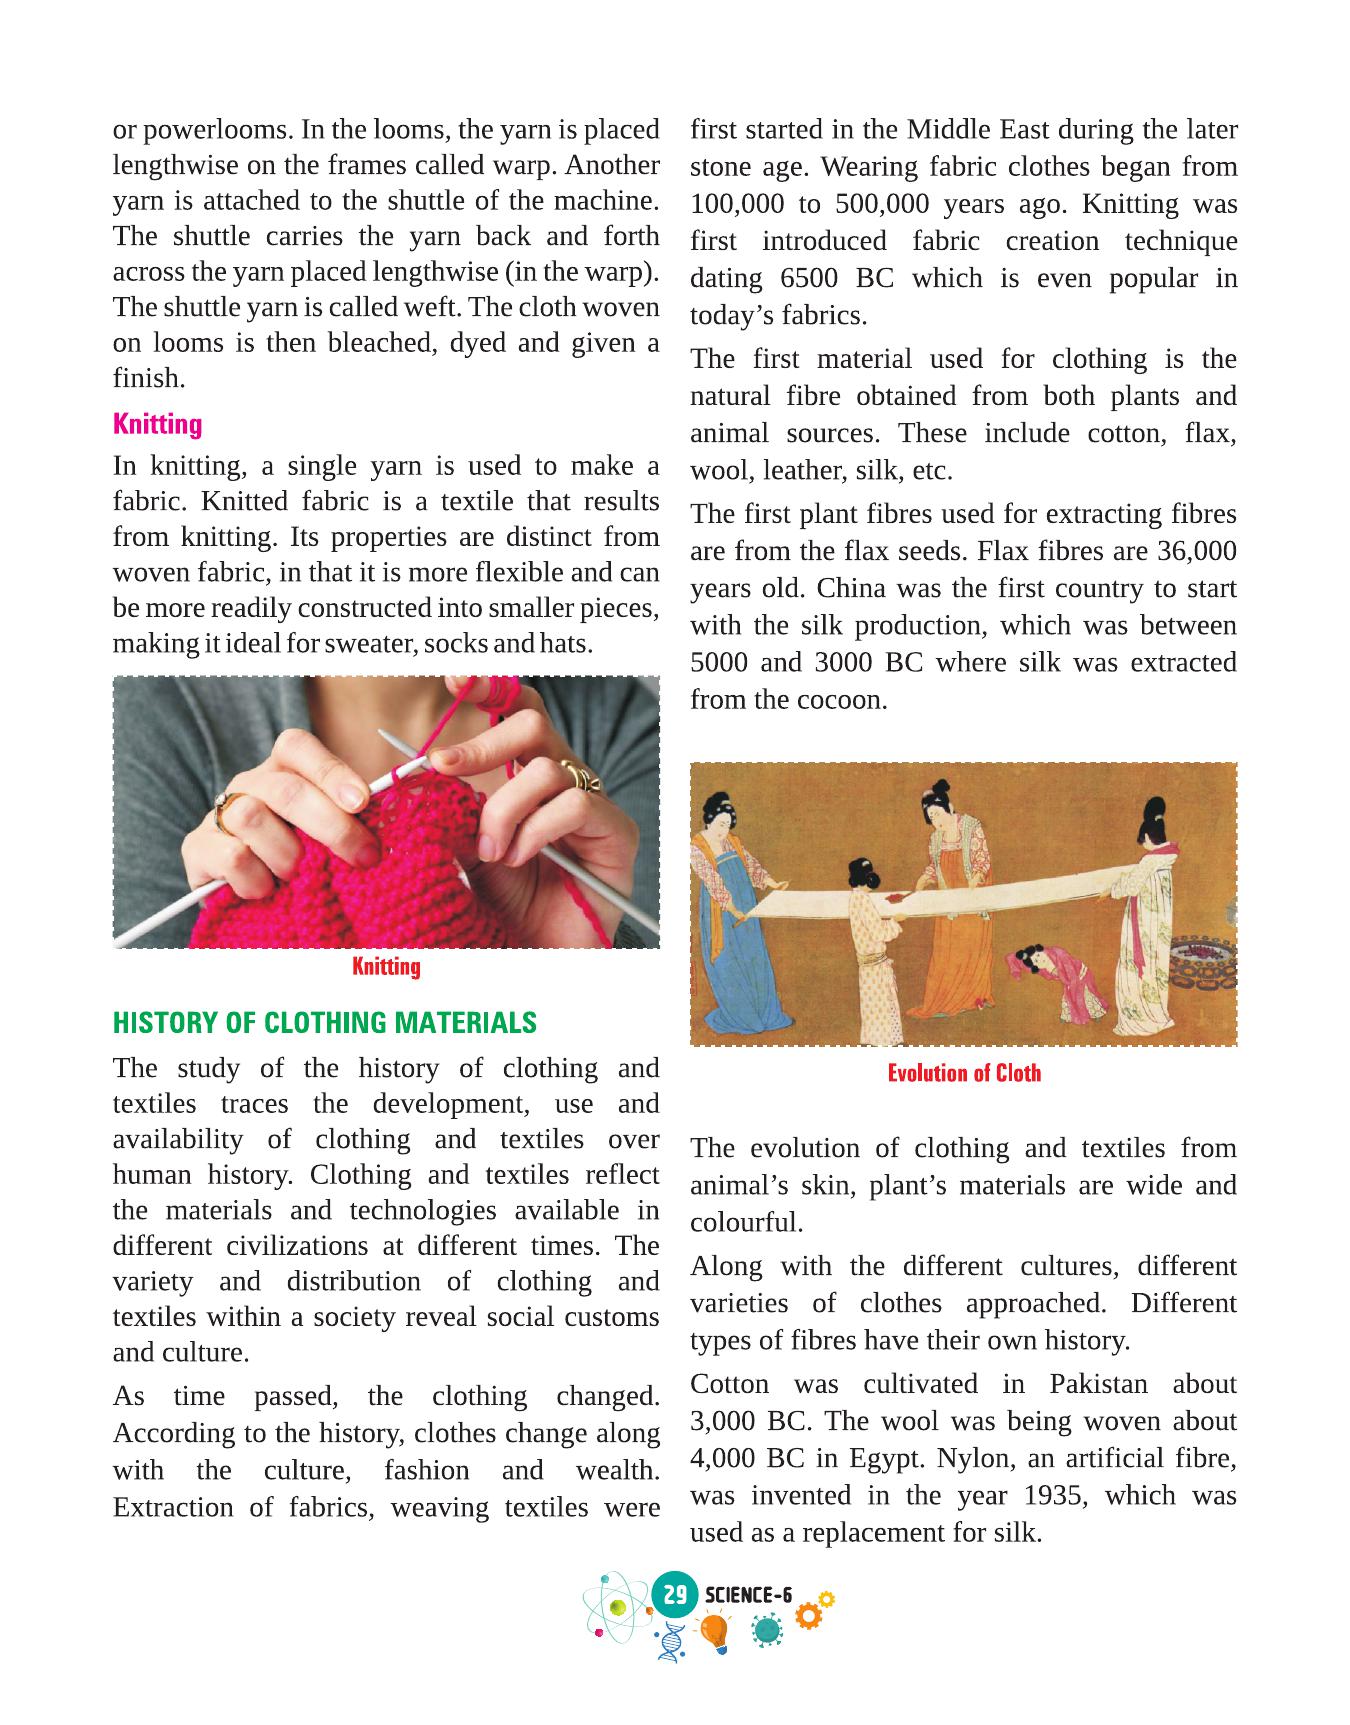 or powerlooms. In the looms, the yarn is placed
lengthwise on the frames called warp. Another
yarn is attached to the shuttle of the machine.
The shuttle carries the yarn back and forth
across the yarn placed lengthwise (in the warp).
The shuttle yarn is called weft. The cloth woven
on looms is then bleached, dyed and given a
finish.
Knitting
In knitting, a single yarn is used to make a
fabric. Knitted fabric is a textile that results
from knitting. Its properties are distinct from
woven fabric, in that it is more flexible and can
be more readily constructed into smaller pieces,
making it ideal for sweater, socks and hats.
Knitting
HISTORY OF CLOTHING MATERIALS
The study of the history of clothing and
textiles traces the development, use and
availability of clothing and textiles over
human history. Clothing and textiles reflect
the materials and technologies available in
different civilizations at different times. The
variety and distribution of clothing and
textiles within a society reveal social customs
and culture.
As time passed, the clothing changed.
According to the history, clothes change along
with the culture, fashion and wealth.
Extraction of fabrics, weaving textiles were
first started in the Middle East during the later
stone age. Wearing fabric clothes began from
100,000 to 500,000 years ago. Knitting was
first introduced fabric creation technique
dating 6500 BC which is even popular in
today’s fabrics.
The first material used for clothing is the
natural fibre obtained from both plants and
animal sources. These include cotton, flax,
wool, leather, silk, etc.
The first plant fibres used for extracting fibres
are from the flax seeds. Flax fibres are 36,000
years old. China was the first country to start
with the silk production, which was between
5000 and 3000 BC where silk was extracted
from the cocoon.
Evolution of Cloth
The evolution of clothing and textiles from
animal’s skin, plant’s materials are wide and
colourful.
Along with the different cultures, different
varieties of clothes approached. Different
types of fibres have their own history.
Cotton was cultivated in Pakistan about
3,000 BC. The wool was being woven about
4,000 BC in Egypt. Nylon, an artificial fibre,
was invented in the year 1935, which was
used as a replacement for silk.
29 SCIENCE-6